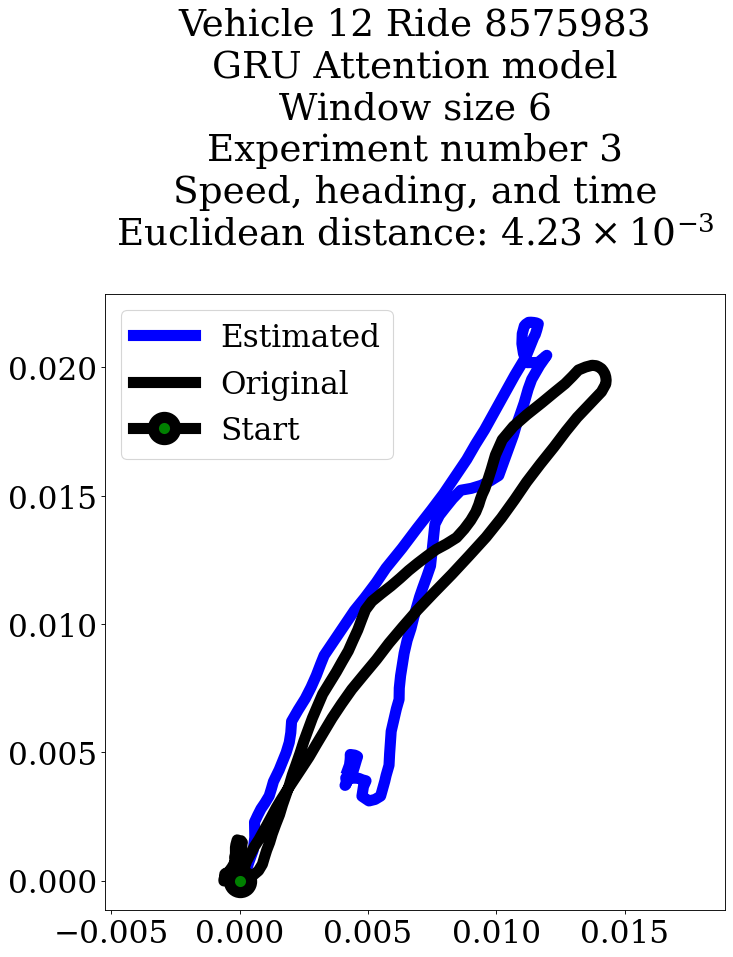 Vehicle 12 Ride 8575983
GRU Attention model
Window size 6
Experiment number 3
Speed, heading, and time
Euclidean distance: 4.23 × 10⁻³
Estimated
Original
Start
0.020
0.015
0.010
0.005
0.000
−0.005 0.000 0.005 0.010 0.015